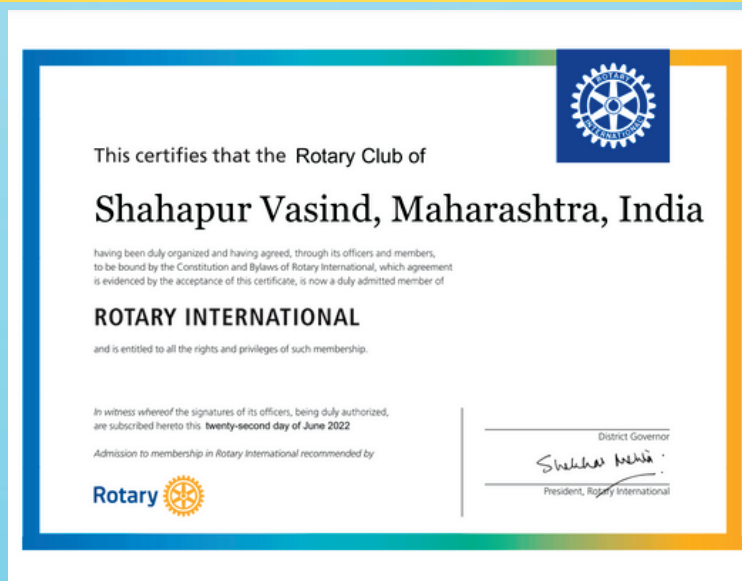 ROTARY
INTERNATIONAL
This certifies that the Rotary Club of
Shahapur Vasind, Maharashtra, India
having been duly organized and having agreed, through its officers and members,
to be bound by the Constitution and Bylaws of Rotary International, which agreement
is evidenced by the acceptance of this certificate, is now a duly admitted member of
ROTARY INTERNATIONAL
and is entitled to all the rights and privileges of such membership.
In witness whereof the signatures of its officers, being duly authorized,
are subscribed hereto this twenty-second day of June 2022
Admission to membership in Rotary International recommended by
District Governor
Shekhar Mehta
President, Rotary International
Rotary